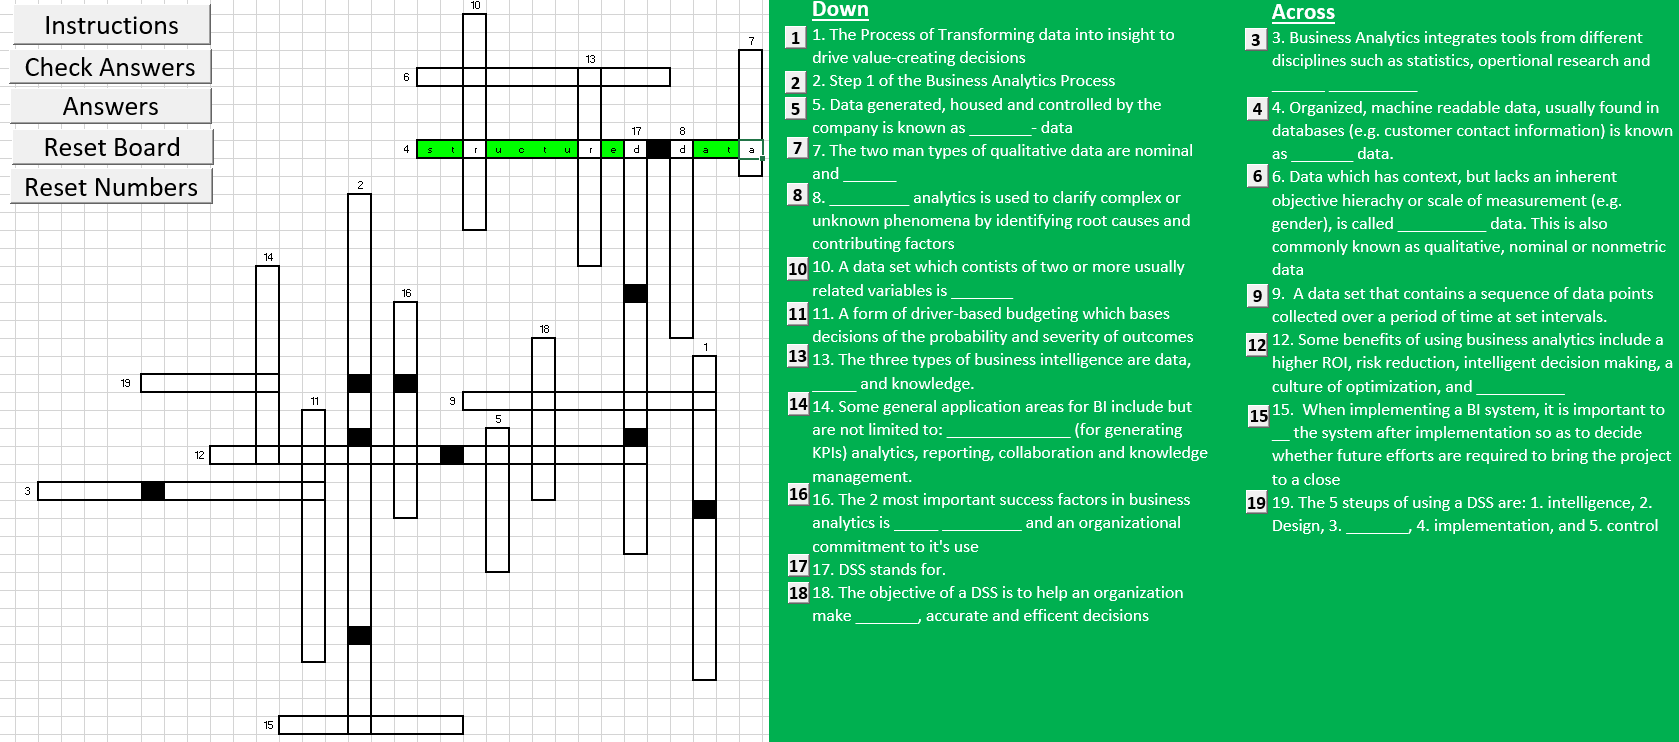 Instructions
Check Answers
Answers
Reset Board
Reset Numbers
10
7
13
6
17
8
4 s t r u c t u r e d d a t a
2
14
16
18
1
19
9
11
5
12
3
15
Down
1 1. The Process of Transforming data into insight to
drive value-creating decisions
2 2. Step 1 of the Business Analytics Process
5 5. Data generated, housed and controlled by the
company is known as _______- data
7 7. The two man types of qualitative data are nominal
and ______
8 8. _________ analytics is used to clarify complex or
unknown phenomena by identifying root causes and
contributing factors
10 10. A data set which contists of two or more usually
related variables is _______
11 11. A form of driver-based budgeting which bases
decisions of the probability and severity of outcomes
13 13. The three types of business intelligence are data,
_____ and knowledge.
14 14. Some general application areas for BI include but
are not limited to: ______________ (for generating
KPIs) analytics, reporting, collaboration and knowledge
management.
16 16. The 2 most important success factors in business
analytics is _____ _________ and an organizational
commitment to it's use
17 17. DSS stands for.
18 18. The objective of a DSS is to help an organization
make _______, accurate and efficent decisions
Across
3 3. Business Analytics integrates tools from different
disciplines such as statistics, opertional research and
______ __________
4 4. Organized, machine readable data, usually found in
databases (e.g. customer contact information) is known
as _______ data.
6 6. Data which has context, but lacks an inherent
objective hierachy or scale of measurement (e.g.
gender), is called __________ data. This is also
commonly known as qualitative, nominal or nonmetric
data
9 9. A data set that contains a sequence of data points
collected over a period of time at set intervals.
12 12. Some benefits of using business analytics include a
higher ROI, risk reduction, intelligent decision making, a
culture of optimization, and __________
15 15. When implementing a BI system, it is important to
__ the system after implementation so as to decide
whether future efforts are required to bring the project
to a close
19 19. The 5 steups of using a DSS are: 1. intelligence, 2.
Design, 3. _______, 4. implementation, and 5. control